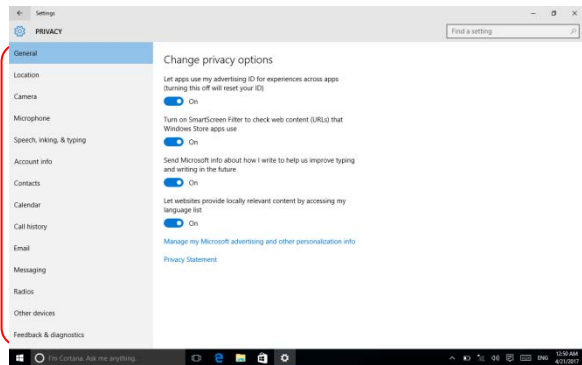 Settings
PRIVACY
Find a setting
General
Location
Camera
Microphone
Speech, inking, & typing
Account info
Contacts
Calendar
Call history
Email
Messaging
Radios
Other devices
Feedback & diagnostics
Change privacy options
Let apps use my advertising ID for experiences across apps
(turning this off will reset your ID)
On
Turn on SmartScreen Filter to check web content (URLs) that
Windows Store apps use
On
Send Microsoft info about how I write to help us improve typing
and writing in the future
On
Let websites provide locally relevant content by accessing my
language list
On
Manage my Microsoft advertising and other personalization info
Privacy Statement
I'm Cortana. Ask me anything.
ENG
12:50 AM
4/21/2017